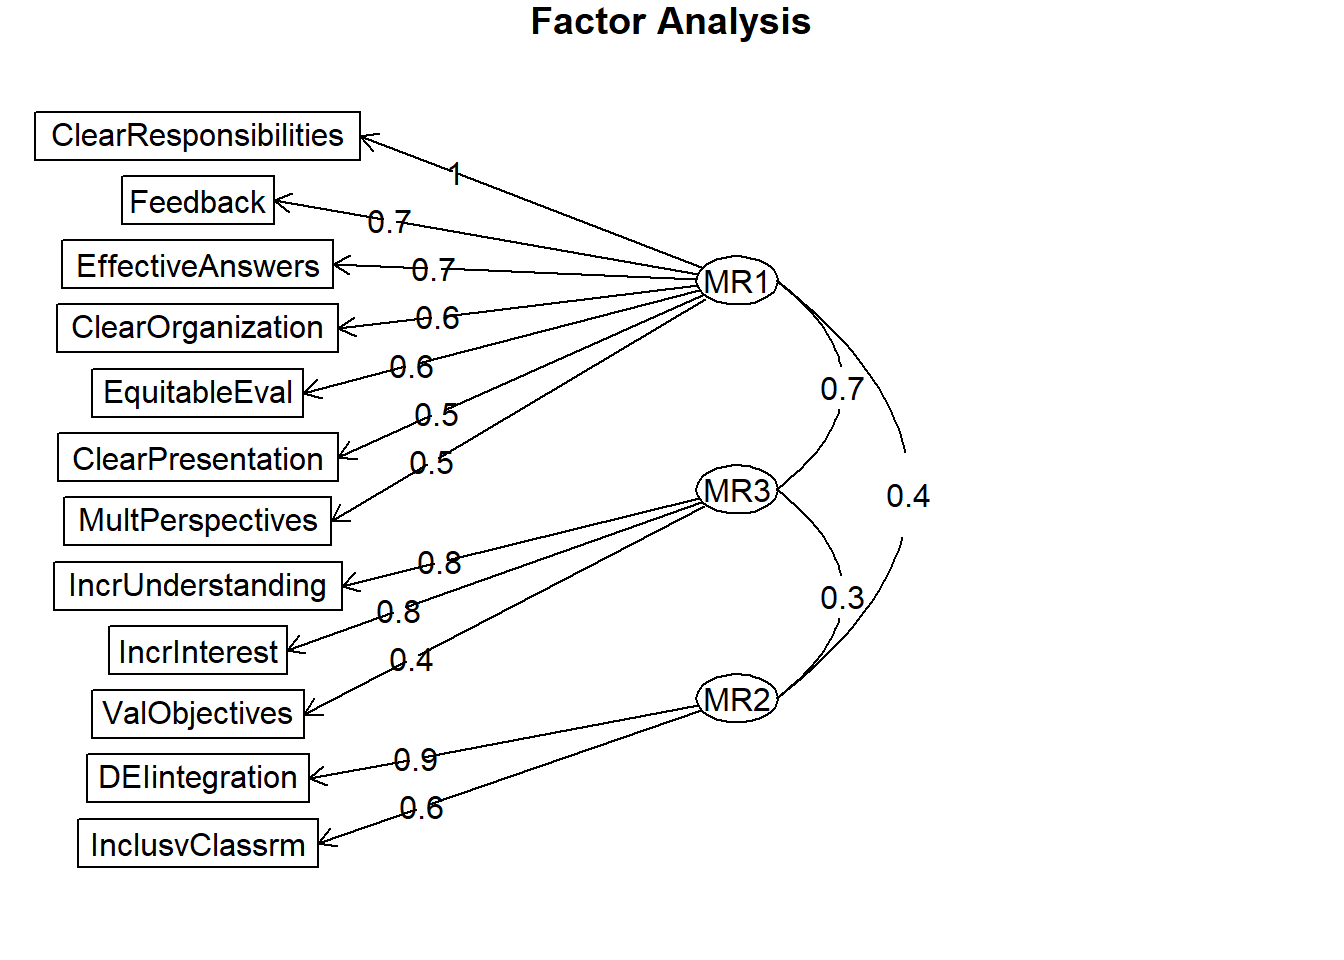 Factor Analysis
ClearResponsibilities
1
Feedback
0.7
EffectiveAnswers
0.7
MR1
ClearOrganization
0.6
EquitableEval
0.6
0.7
ClearPresentation
0.5
MultPerspectives
0.5
MR3
0.4
IncrUnderstanding
0.8
IncrInterest
0.8
0.3
ValObjectives
0.4
MR2
DEIintegration
0.9
InclusvClassrm
0.6